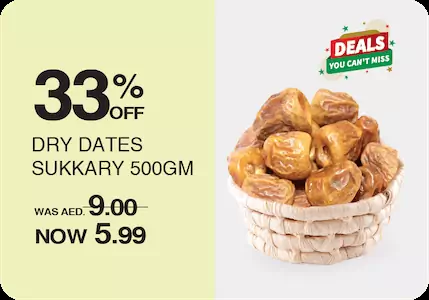 33% OFF
DRY DATES
SUKKARY 500GM
WAS AED. 9.00
NOW 5.99
DEALS
YOU CAN'T MISS